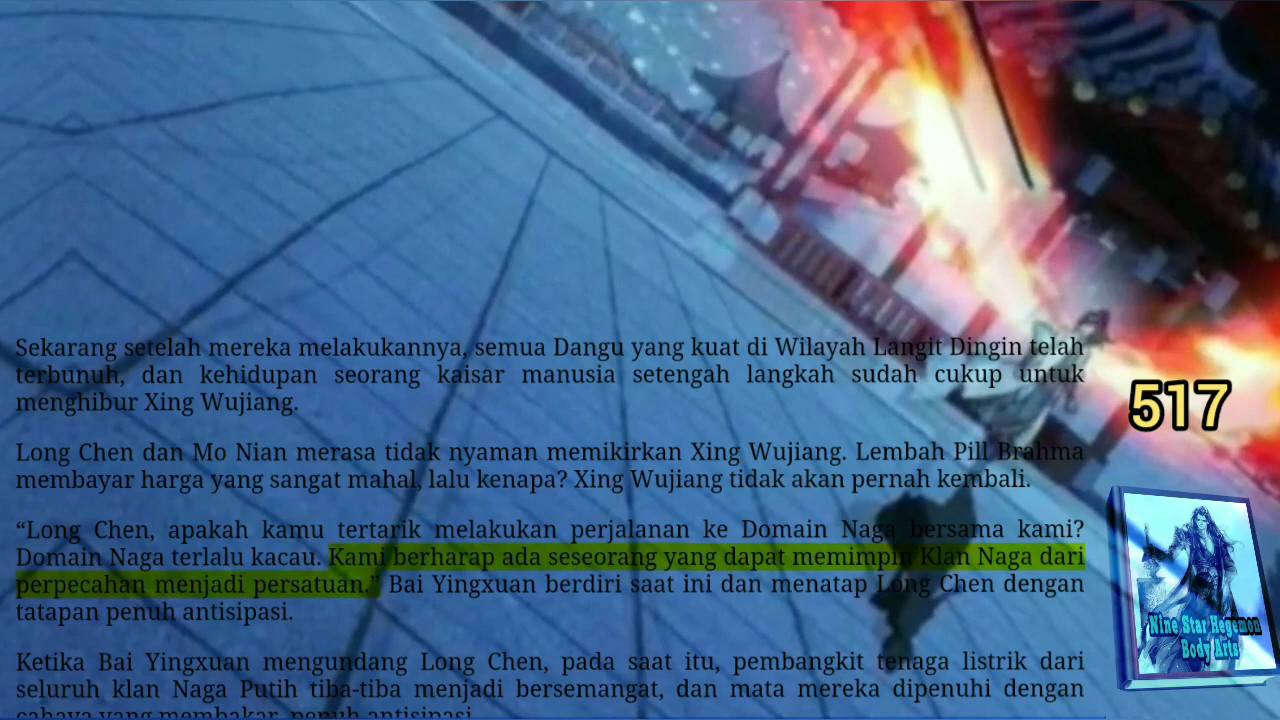 Sekarang setelah mereka melakukannya, semua Dangu yang kuat di Wilayah Langit Dingin telah
terbunuh, dan kehidupan seorang kaisar manusia setengah langkah sudah cukup untuk
menghibur Xing Wujiang.
Long Chen dan Mo Nian merasa tidak nyaman memikirkan Xing Wujiang. Lembah Pill Brahma
membayar harga yang sangat mahal, lalu kenapa? Xing Wujiang tidak akan pernah kembali.
“Long Chen, apakah kamu tertarik melakukan perjalanan ke Domain Naga bersama kami?
Domain Naga terlalu kacau. Kami berharap ada seseorang yang dapat memimpin Klan Naga dari
perpecahan menjadi persatuan.” Bai Yingxuan berdiri saat ini dan menatap Long Chen dengan
tatapan penuh antisipasi.
Ketika Bai Yingxuan mengundang Long Chen, pada saat itu, pembangkit tenaga listrik dari
seluruh klan Naga Putih tiba-tiba menjadi bersemangat, dan mata mereka dipenuhi dengan
cahaya yang membakar, penuh antisipasi.
517
Nine Star Hegemon
Body Arts